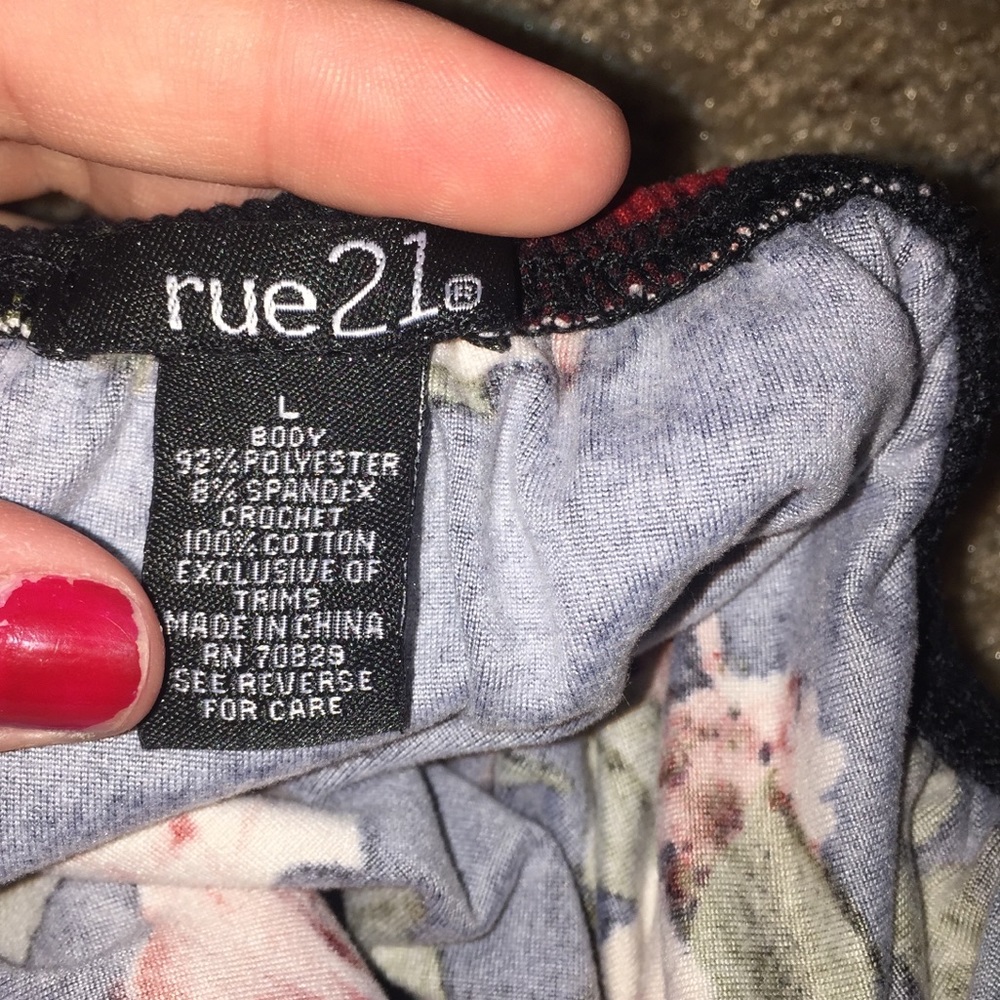 rue21®
L
BODY
92% POLYESTER
8% SPANDEX
CROCHET
100% COTTON
EXCLUSIVE OF
TRIMS
MADE IN CHINA
RN 70829
SEE REVERSE
FOR CARE